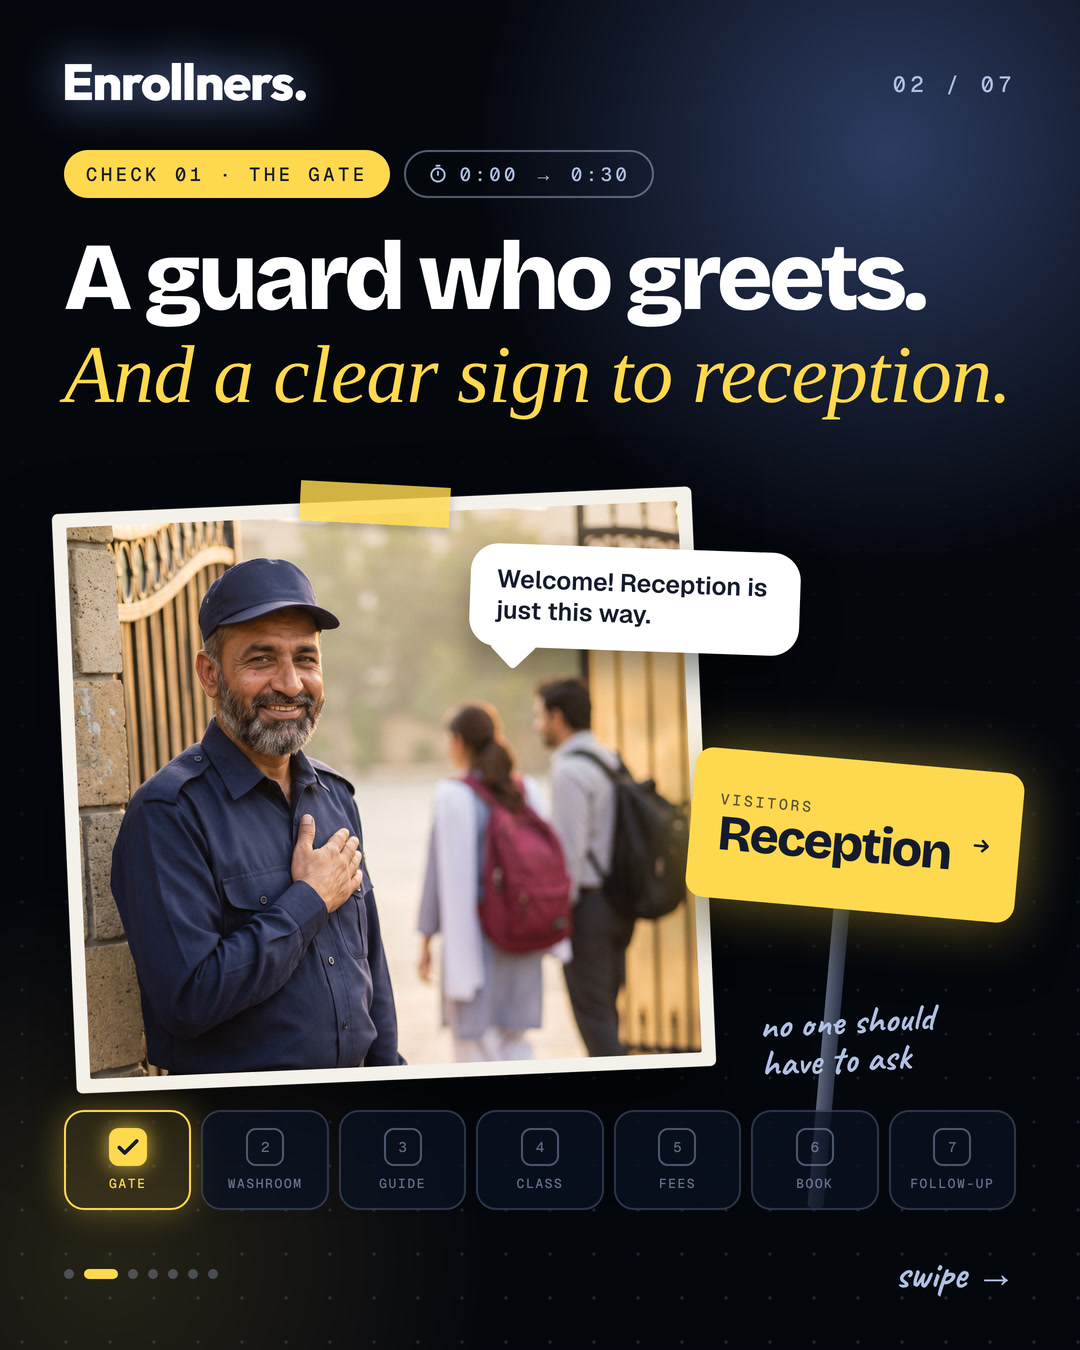 Enrollners.
02 / 07
CHECK 01 · THE GATE
0:00 → 0:30
A guard who greets.
And a clear sign to reception.
Welcome! Reception is
just this way.
VISITORS
Reception →
no one should
have to ask
GATE
2
WASHROOM
3
GUIDE
4
CLASS
5
FEES
6
BOOK
7
FOLLOW-UP
swipe →